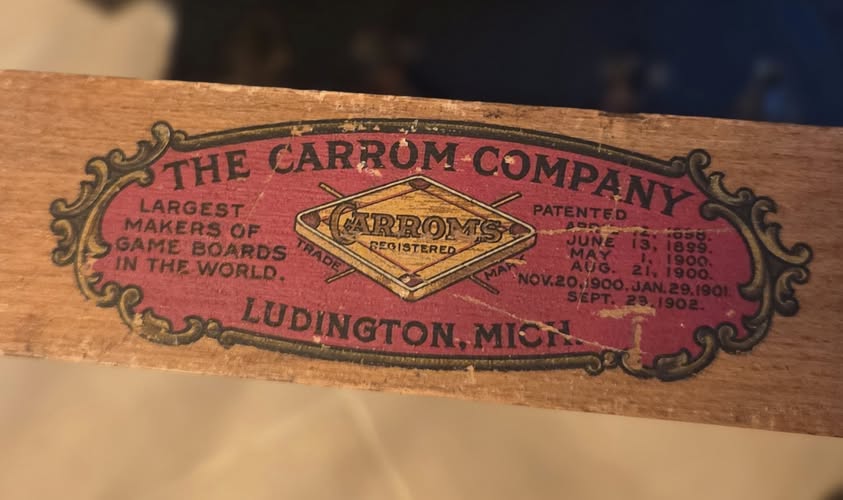 THE CARROM COMPANY
LARGEST
MAKERS OF
GAME BOARDS
IN THE WORLD.
CARROMS
REGISTERED
TRADE MAR
PATENTED
JUNE 13, 1899.
MAY 1, 1900.
AUG. 21, 1900.
NOV. 20, 1900. JAN. 29, 1901.
SEPT. 23, 1902.
LUDINGTON, MICH.